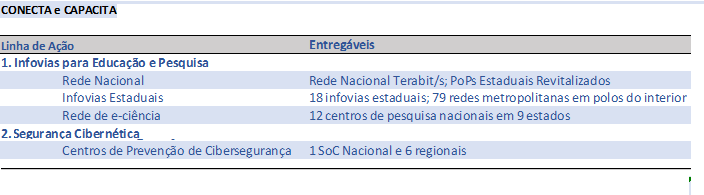 CONECTA e CAPACITA
Linha de Ação Entregáveis
1. Infovias para Educação e Pesquisa
Rede Nacional Rede Nacional Terabit/s; PoPs Estaduais Revitalizados
Infovias Estaduais 18 infovias estaduais; 79 redes metropolitanas em polos do interior
Rede de e-ciência 12 centros de pesquisa nacionais em 9 estados
2. Segurança Cibernética
Centros de Prevenção de Cibersegurança 1 SoC Nacional e 6 regionais